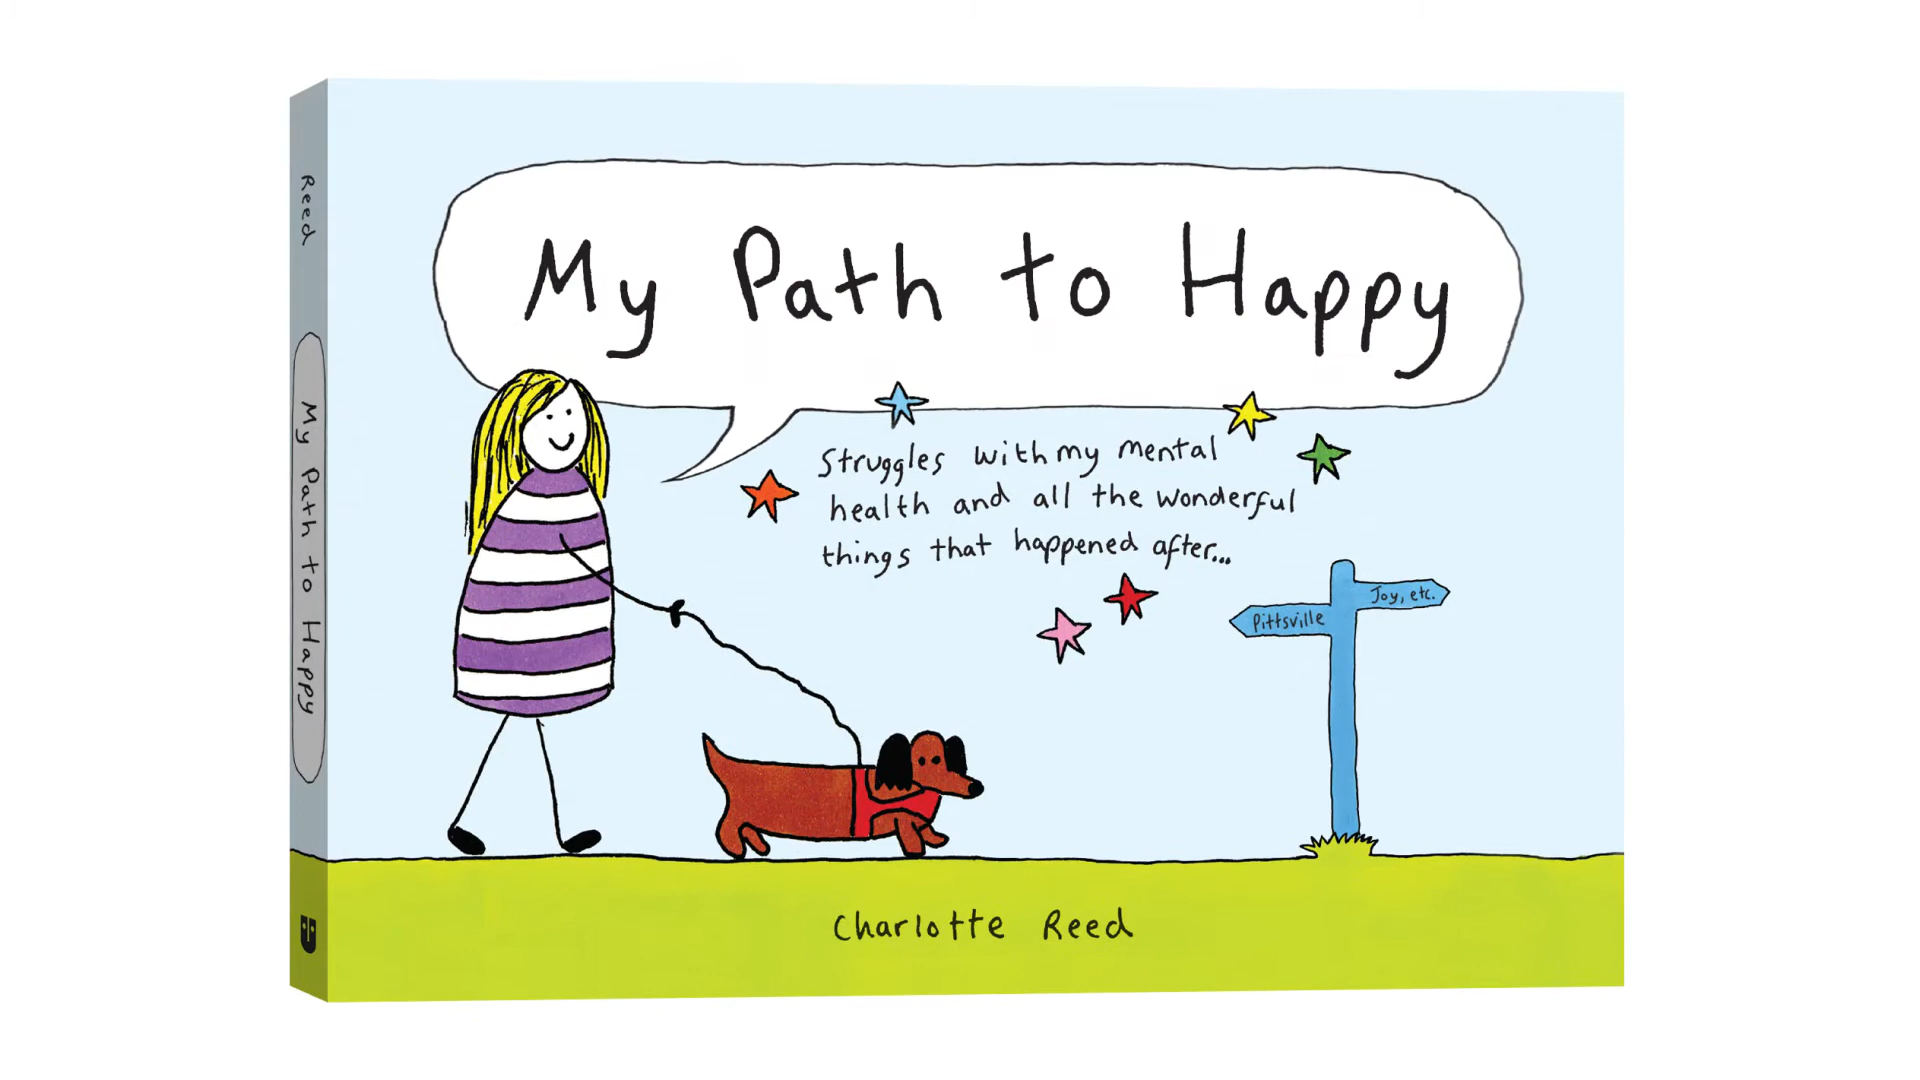 Reed
My Path to Happy
My Path to Happy
Struggles with my mental
health and all the wonderful
things that happened after...
Joy, etc.
Pittsville
Charlotte Reed